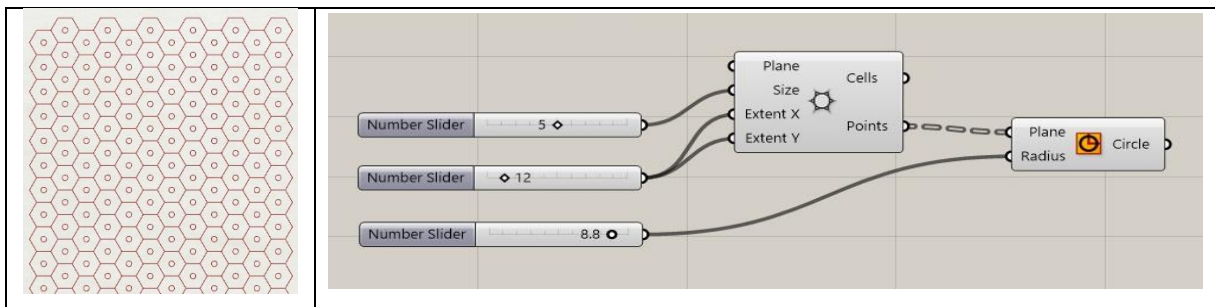 Plane
Size
Extent X
Extent Y
Cells
Points
Number Slider 5
Number Slider 12
Number Slider 8.8
Plane
Radius
Circle